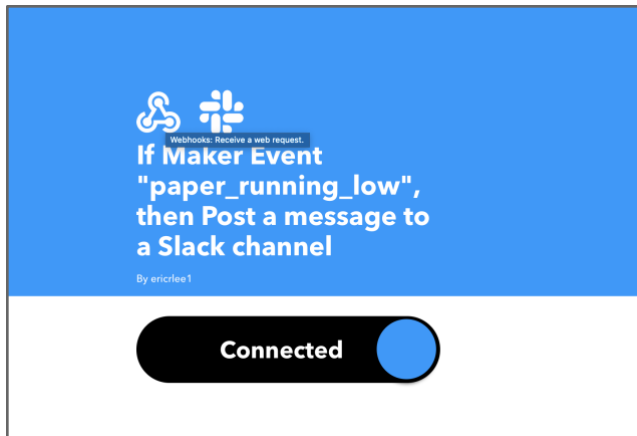 Webhooks: Receive a web request.
If Maker Event
"paper_running_low",
then Post a message to
a Slack channel
By ericrlee1
Connected